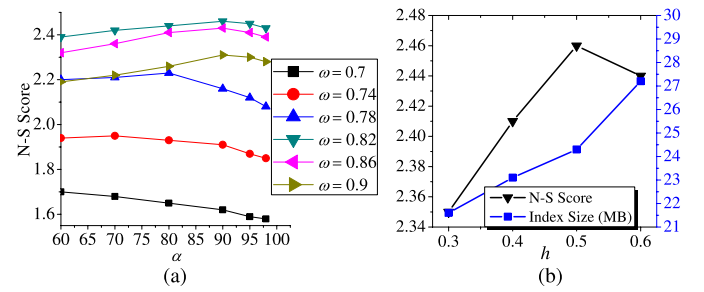 (a)
2.4
2.2
2.0
1.8
1.6
N-S Score
60 65 70 75 80 85 90 95 100
α
ω = 0.7
ω = 0.74
ω = 0.78
ω = 0.82
ω = 0.86
ω = 0.9
(a)
2.48
2.46
2.44
2.42
2.40
2.38
2.36
2.34
30
29
28
27
26
25
24
23
22
21
N-S Score
Index Size (MB)
0.3 0.4 0.5 0.6
h
(b)